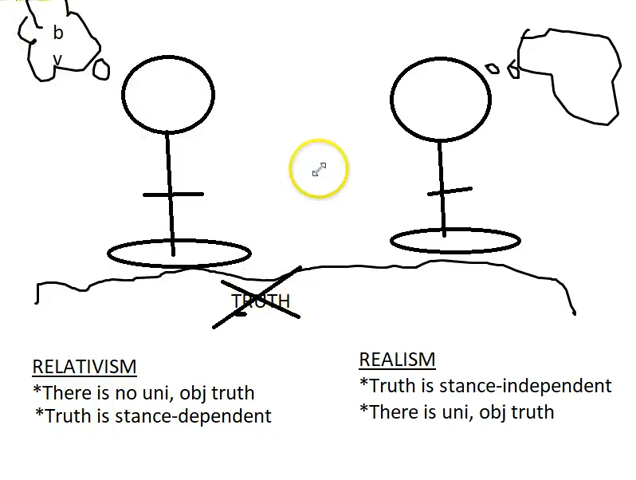 b
v
TRUTH
RELATIVISM
*There is no uni, obj truth
*Truth is stance-dependent
REALISM
*Truth is stance-independent
*There is uni, obj truth